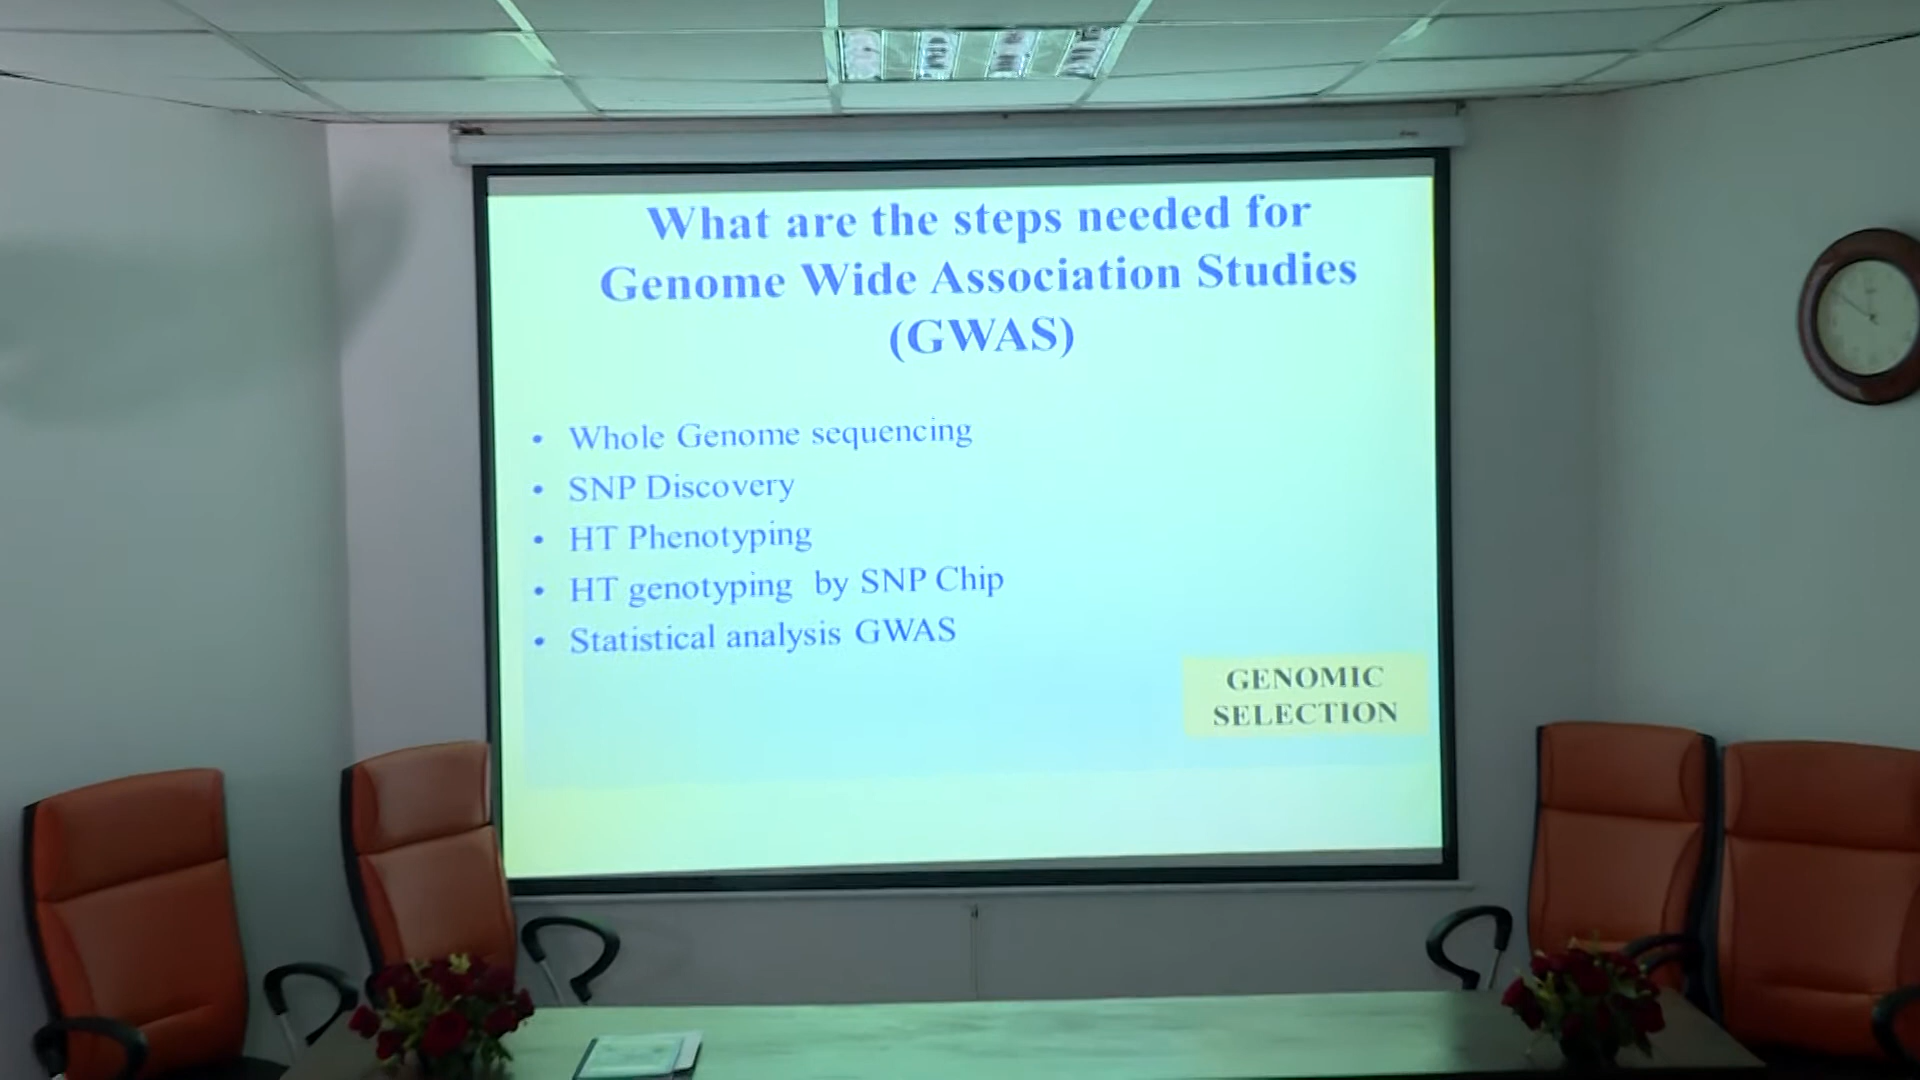 What are the steps needed for
Genome Wide Association Studies
(GWAS)
• Whole Genome sequencing
• SNP Discovery
• HT Phenotyping
• HT genotyping by SNP Chip
• Statistical analysis GWAS
GENOMIC
SELECTION